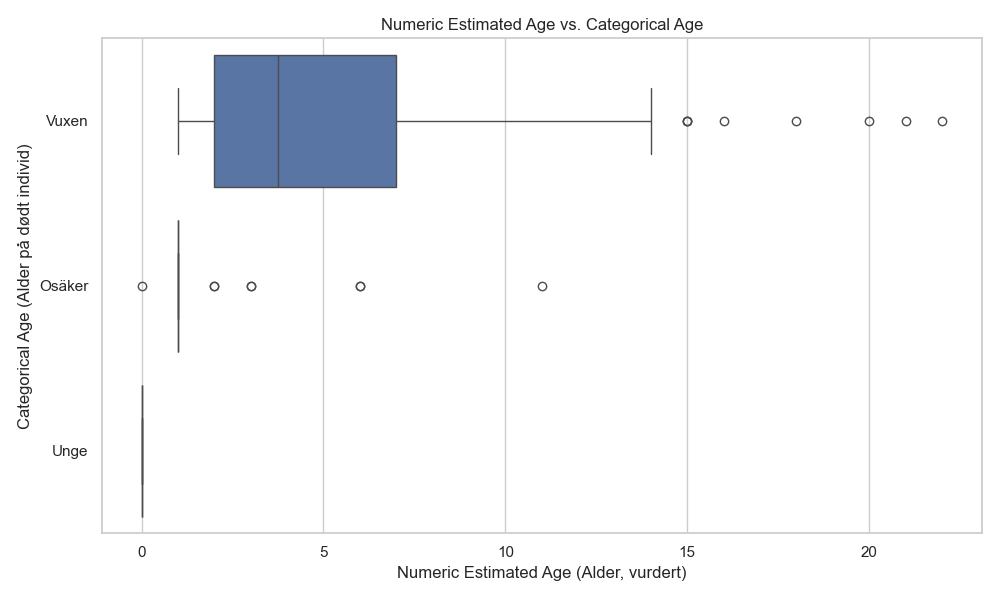 Numeric Estimated Age vs. Categorical Age
Categorical Age (Alder på dødt individ)
Vuxen
Osäker
Unge
0 5 10 15 20
Numeric Estimated Age (Alder, vurdert)